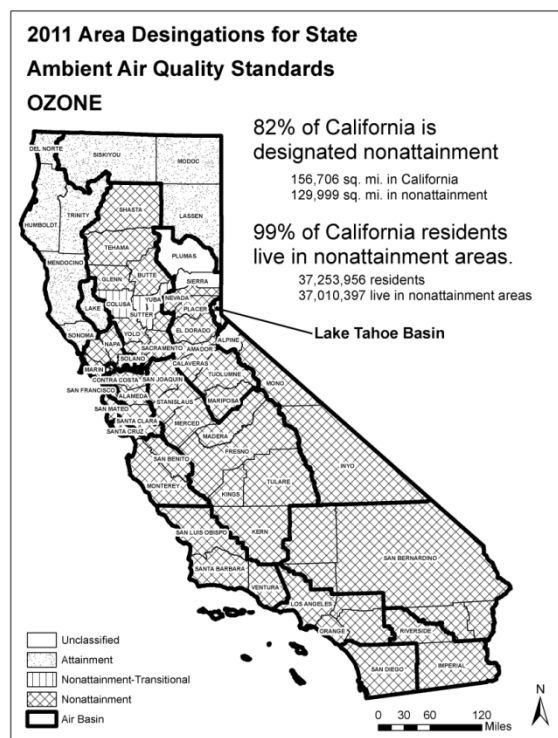 2011 Area Desingations for State
Ambient Air Quality Standards
OZONE
82% of California is
designated nonattainment
156,706 sq. mi. in California
129,999 sq. mi. in nonattainment
99% of California residents
live in nonattainment areas.
37,253,956 residents
37,010,397 live in nonattainment areas
Lake Tahoe Basin
DEL NORTE
SISKIYOU
MODOC
HUMBOLDT
TRINITY
SHASTA
LASSEN
TEHAMA
PLUMAS
MENDOCINO
GLENN
BUTTE
SIERRA
LAKE
COLUSA
YUBA
NEVADA
SUTTER
PLACER
SONOMA
NAPA
YOLO
EL DORADO
SOLANO
SACRAMENTO
AMADOR
ALPINE
MARIN
CALAVERAS
CONTRA COSTA
SAN JOAQUIN
TUOLUMNE
MONO
SAN FRANCISCO
ALAMEDA
STANISLAUS
MARIPOSA
SAN MATEO
SANTA CLARA
MERCED
SANTA CRUZ
MADERA
FRESNO
SAN BENITO
INYO
MONTEREY
KINGS
TULARE
SAN LUIS OBISPO
KERN
SAN BERNARDINO
SANTA BARBARA
VENTURA
LOS ANGELES
ORANGE
RIVERSIDE
SAN DIEGO
IMPERIAL
Unclassified
Attainment
Nonattainment-Transitional
Nonattainment
Air Basin
N
0 30 60 120
Miles